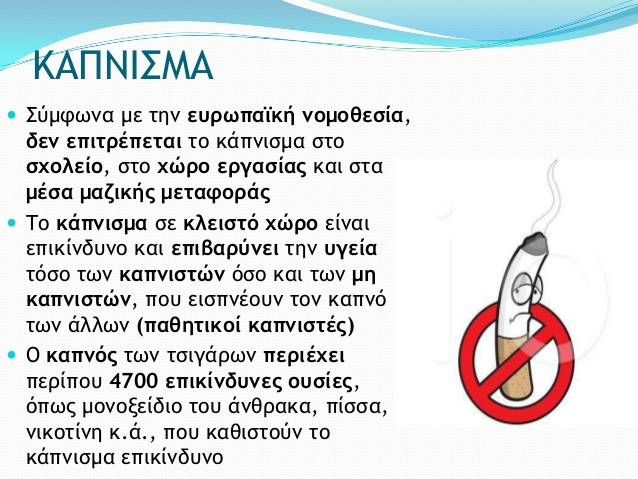 ΚΑΠΝΙΣΜΑ
Σύμφωνα με την ευρωπαϊκή νομοθεσία,
δεν επιτρέπεται το κάπνισμα στο
σχολείο, στο χώρο εργασίας και στα
μέσα μαζικής μεταφοράς
Το κάπνισμα σε κλειστό χώρο είναι
επικίνδυνο και επιβαρύνει την υγεία
τόσο των καπνιστών όσο και των μη
καπνιστών, που εισπνέουν τον καπνό
των άλλων (παθητικοί καπνιστές)
Ο καπνός των τσιγάρων περιέχει
περίπου 4700 επικίνδυνες ουσίες,
όπως μονοξείδιο του άνθρακα, πίσσα,
νικοτίνη κ.ά., που καθιστούν το
κάπνισμα επικίνδυνο